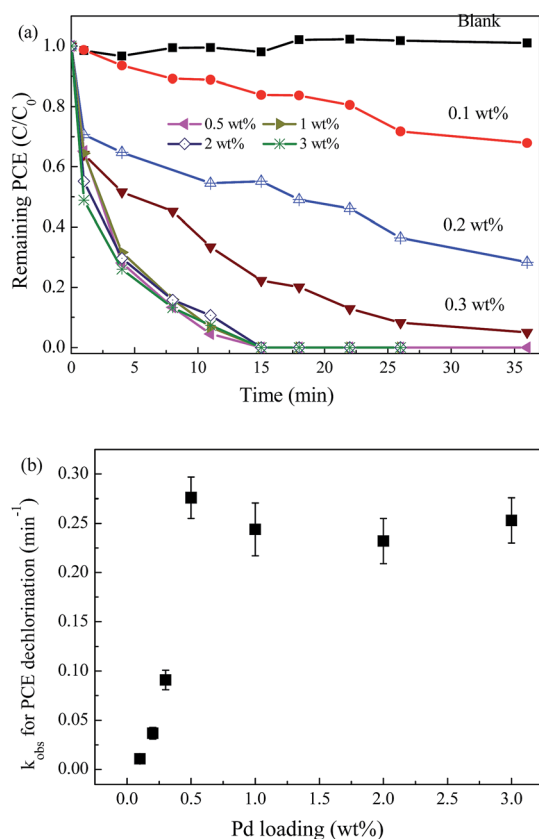 (a)
Blank
0.1 wt%
0.5 wt% 1 wt%
2 wt% 3 wt%
0.2 wt%
0.3 wt%
Remaining PCE (C/C0)
1.0
0.8
0.6
0.4
0.2
0.0
0 5 10 15 20 25 30 35
Time (min)
(b)
kobs for PCE dechlorination (min-1)
0.30
0.25
0.20
0.15
0.10
0.05
0.00
0.0 0.5 1.0 1.5 2.0 2.5 3.0
Pd loading (wt%)